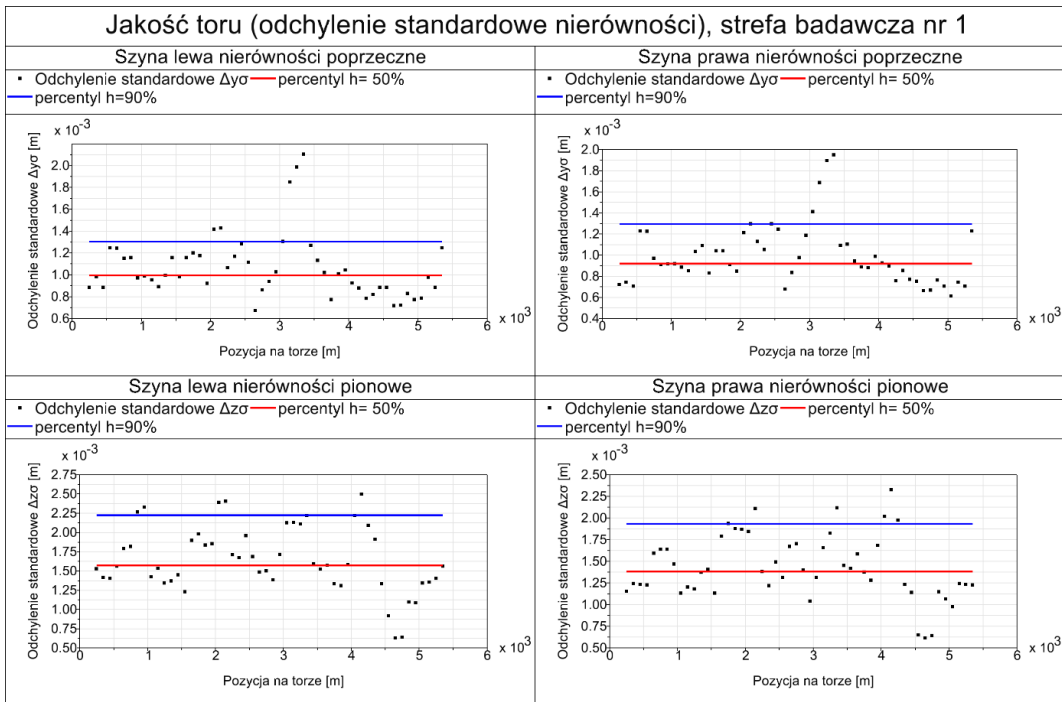 Jakość toru (odchylenie standardowe nierówności), strefa badawcza nr 1
Szyna lewa nierówności poprzeczne
Odchylenie standardowe Δyσ percentyl h= 50%
percentyl h=90%
x 10⁻³
Odchylenie standardowe Δyσ [m]
2.0
1.8
1.6
1.4
1.2
1.0
0.8
0.6
0 1 2 3 4 5 6
x 10³
Pozycja na torze [m]
Szyna prawa nierówności poprzeczne
Odchylenie standardowe Δyσ percentyl h= 50%
percentyl h=90%
x 10⁻³
Odchylenie standardowe Δyσ [m]
2.0
1.8
1.6
1.4
1.2
1.0
0.8
0.6
0.4
0 1 2 3 4 5 6
x 10³
Pozycja na torze [m]
Szyna lewa nierówności pionowe
Odchylenie standardowe Δzσ percentyl h= 50%
percentyl h=90%
x 10⁻³
Odchylenie standardowe Δzσ [m]
2.75
2.50
2.25
2.00
1.75
1.50
1.25
1.00
0.75
0.50
0 1 2 3 4 5 6
x 10³
Pozycja na torze [m]
Szyna prawa nierówności pionowe
Odchylenie standardowe Δzσ percentyl h= 50%
percentyl h=90%
x 10⁻³
Odchylenie standardowe Δzσ [m]
2.50
2.25
2.00
1.75
1.50
1.25
1.00
0.75
0.50
0 1 2 3 4 5 6
x 10³
Pozycja na torze [m]